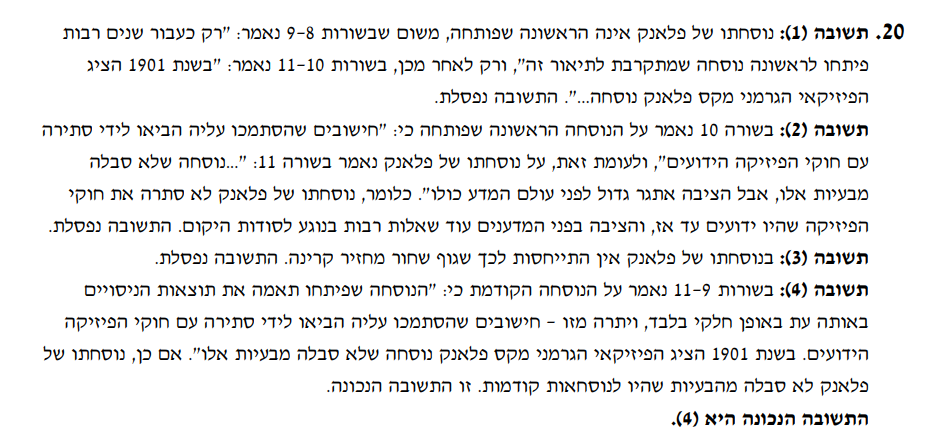 20. תשובה (1): נוסחתו של פלאנק אינה הראשונה שפותחה, משום שבשורות 9-8 נאמר: "רק כעבור שנים רבות
פיתחו לראשונה נוסחה שמתקרבת לתיאור זה", ורק לאחר מכן, בשורות 11-10 נאמר: "בשנת 1901 הציג
הפיזיקאי הגרמני מקס פלאנק נוסחה...". התשובה נפסלת.
תשובה (2): בשורה 10 נאמר על הנוסחה הראשונה שפותחה כי: "חישובים שהסתמכו עליה הביאו לידי סתירה
עם חוקי הפיזיקה הידועים", ולעומת זאת, על נוסחתו של פלאנק נאמר בשורה 11: "...נוסחה שלא סבלה
מבעיות אלו, אבל הציבה אתגר גדול לפני עולם המדע כולו". כלומר, נוסחתו של פלאנק לא סתרה את חוקי
הפיזיקה שהיו ידועים עד אז, והציבה בפני המדענים עוד שאלות רבות בנוגע לסודות היקום. התשובה נפסלת.
תשובה (3): בנוסחתו של פלאנק אין התייחסות לכך שגוף שחור מחזיר קרינה. התשובה נפסלת.
תשובה (4): בשורות 11-9 נאמר על הנוסחה הקודמת כי: "הנוסחה שפיתחו תאמה את תוצאות הניסויים
באותה עת באופן חלקי בלבד, ויתרה מזו - חישובים שהסתמכו עליה הביאו לידי סתירה עם חוקי הפיזיקה
הידועים. בשנת 1901 הציג הפיזיקאי הגרמני מקס פלאנק נוסחה שלא סבלה מבעיות אלו". אם כן, נוסחתו של
פלאנק לא סבלה מהבעיות שהיו לנוסחאות קודמות. זו התשובה הנכונה.
התשובה הנכונה היא (4).